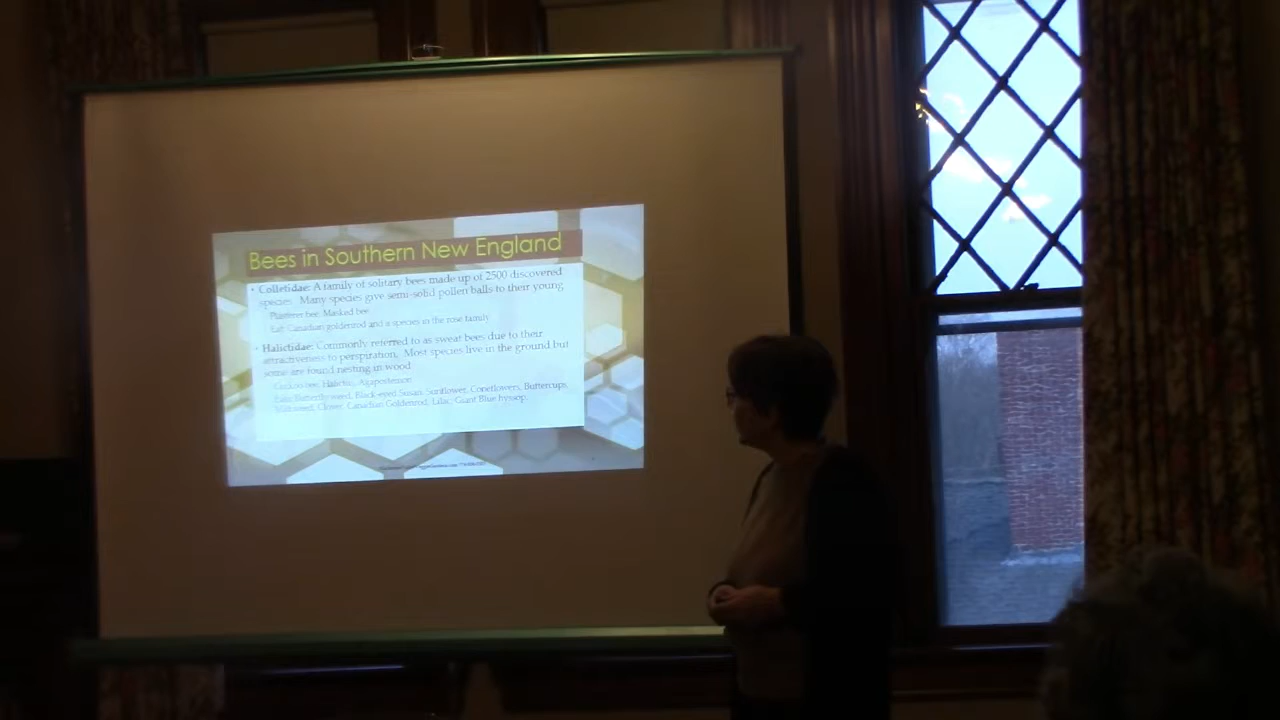 Bees in Southern New England
• Colletidae: A family of solitary bees made up of 2500 discovered
species. Many species give semi-solid pollen balls to their young.
Plasterer bee, Masked bee
Eat: Canadian goldenrod and a species in the rose family
• Halictidae: Commonly referred to as sweat bees due to their
attractiveness to perspiration. Most species live in the ground but
some are found nesting in wood
Cuckoo bee, Halictus, Agapostemon
Eats: Butterfly weed, Black-eyed Susan, Sunflower, Coneflowers, Buttercups,
Milkweed, Clover, Canadian Goldenrod, Lilac, Giant Blue hyssop.